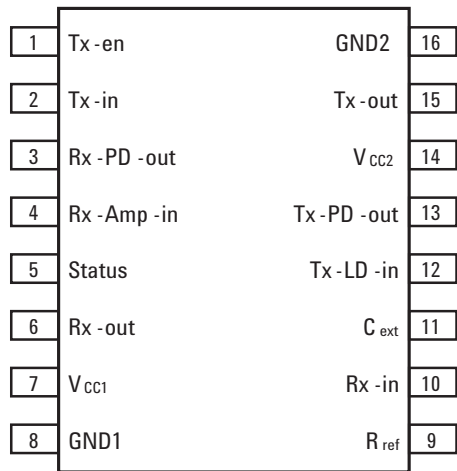 1 Tx-en GND2 16
2 Tx-in Tx-out 15
3 Rx-PD-out VCC2 14
4 Rx-Amp-in Tx-PD-out 13
5 Status Tx-LD-in 12
6 Rx-out Cext 11
7 VCC1 Rx-in 10
8 GND1 Rref 9